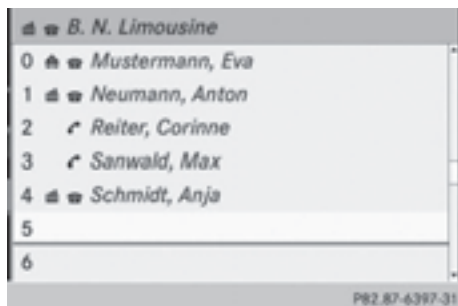 B. N. Limousine
0 Mustermann, Eva
1 Neumann, Anton
2 Reiter, Corinne
3 Sanwald, Max
4 Schmidt, Anja
5
6
P82.87-6397-31